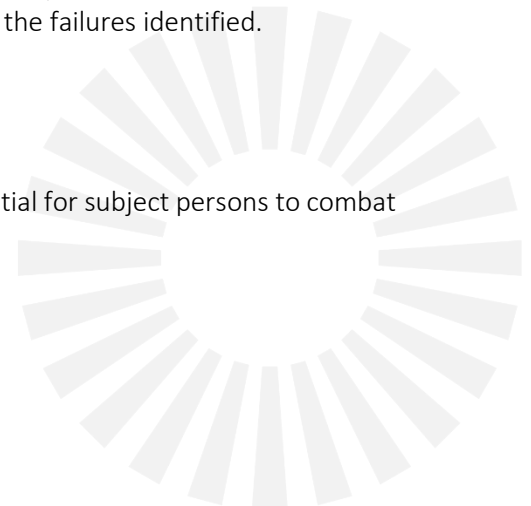 the failures identified.
tial for subject persons to combat